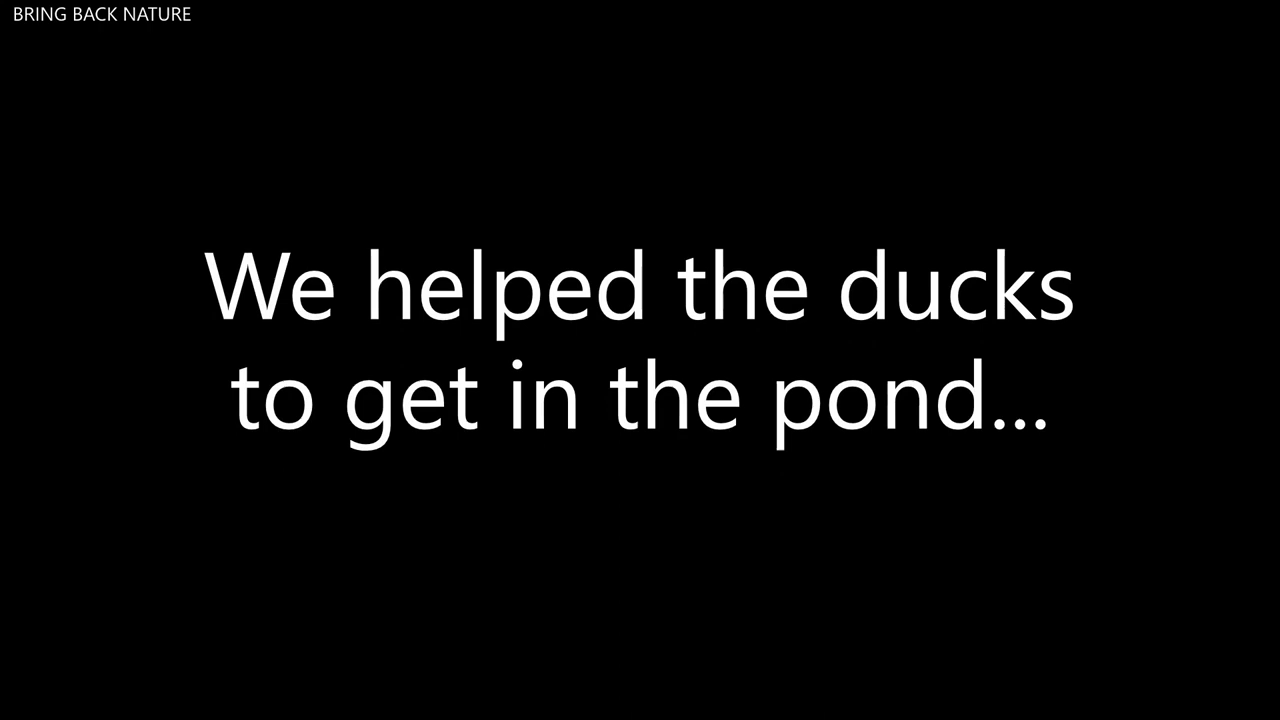 BRING BACK NATURE
We helped the ducks
to get in the pond...